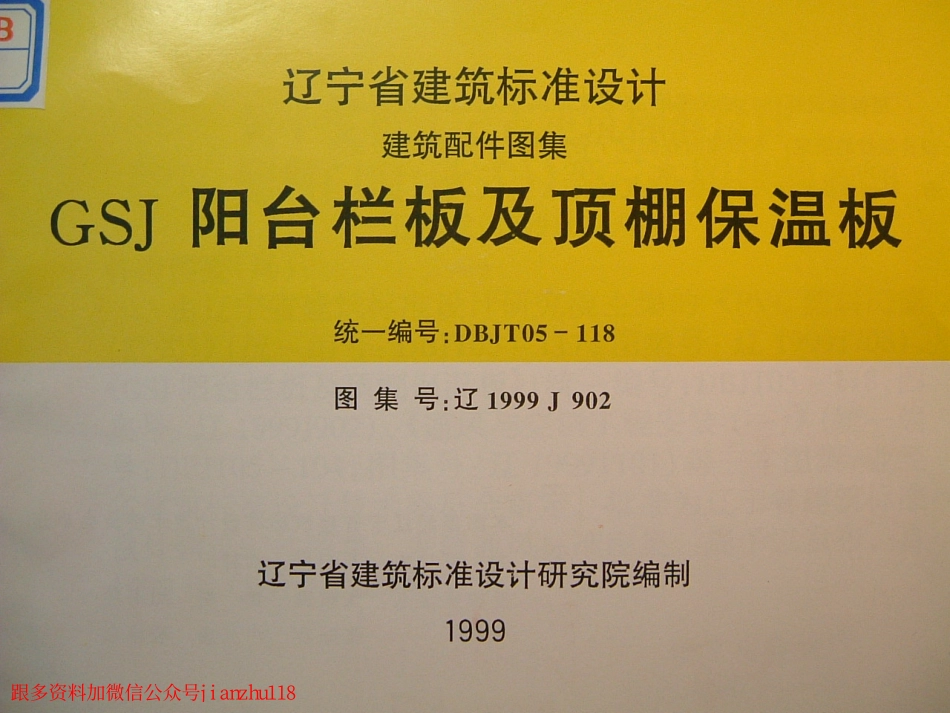 B
辽宁省建筑标准设计
建筑配件图集
GSJ 阳台栏板及顶棚保温板
统一编号:DBJT05-118
图 集 号:辽 1999 J 902
辽宁省建筑标准设计研究院编制
1999
跟多资料加微信公众号jianzhu118